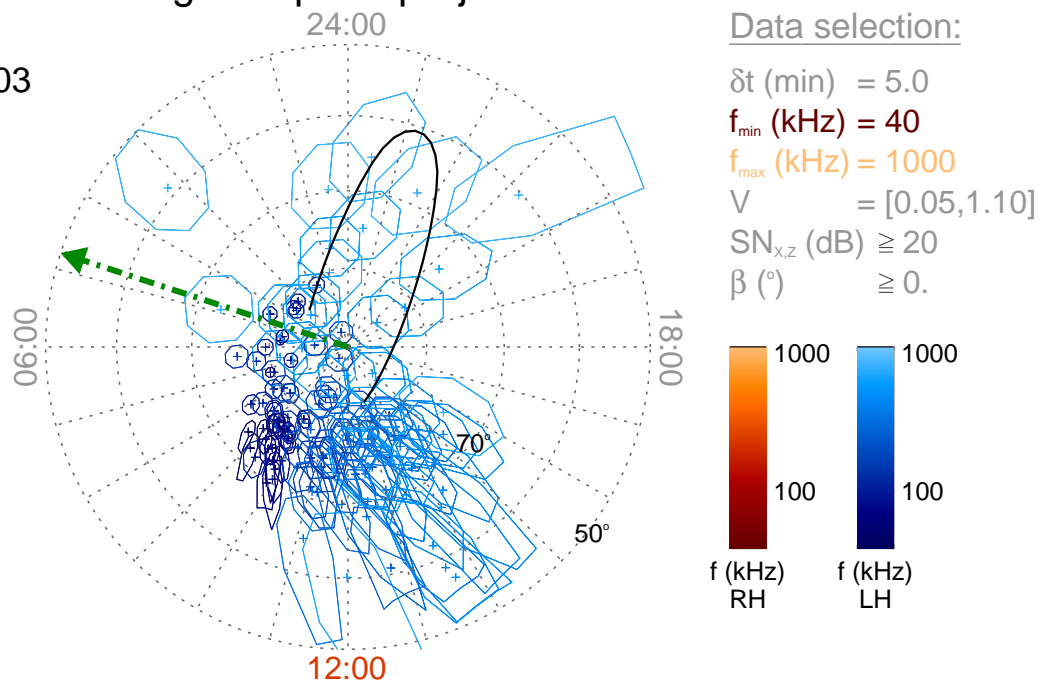 24:00
03
06:00
18:00
70°
50°
12:00
Data selection:
δt (min) = 5.0
fmin (kHz) = 40
fmax (kHz) = 1000
V = [0.05,1.10]
SNX,Z (dB) ≧ 20
β (°) ≧ 0.
1000
1000
100
100
f (kHz) f (kHz)
RH LH